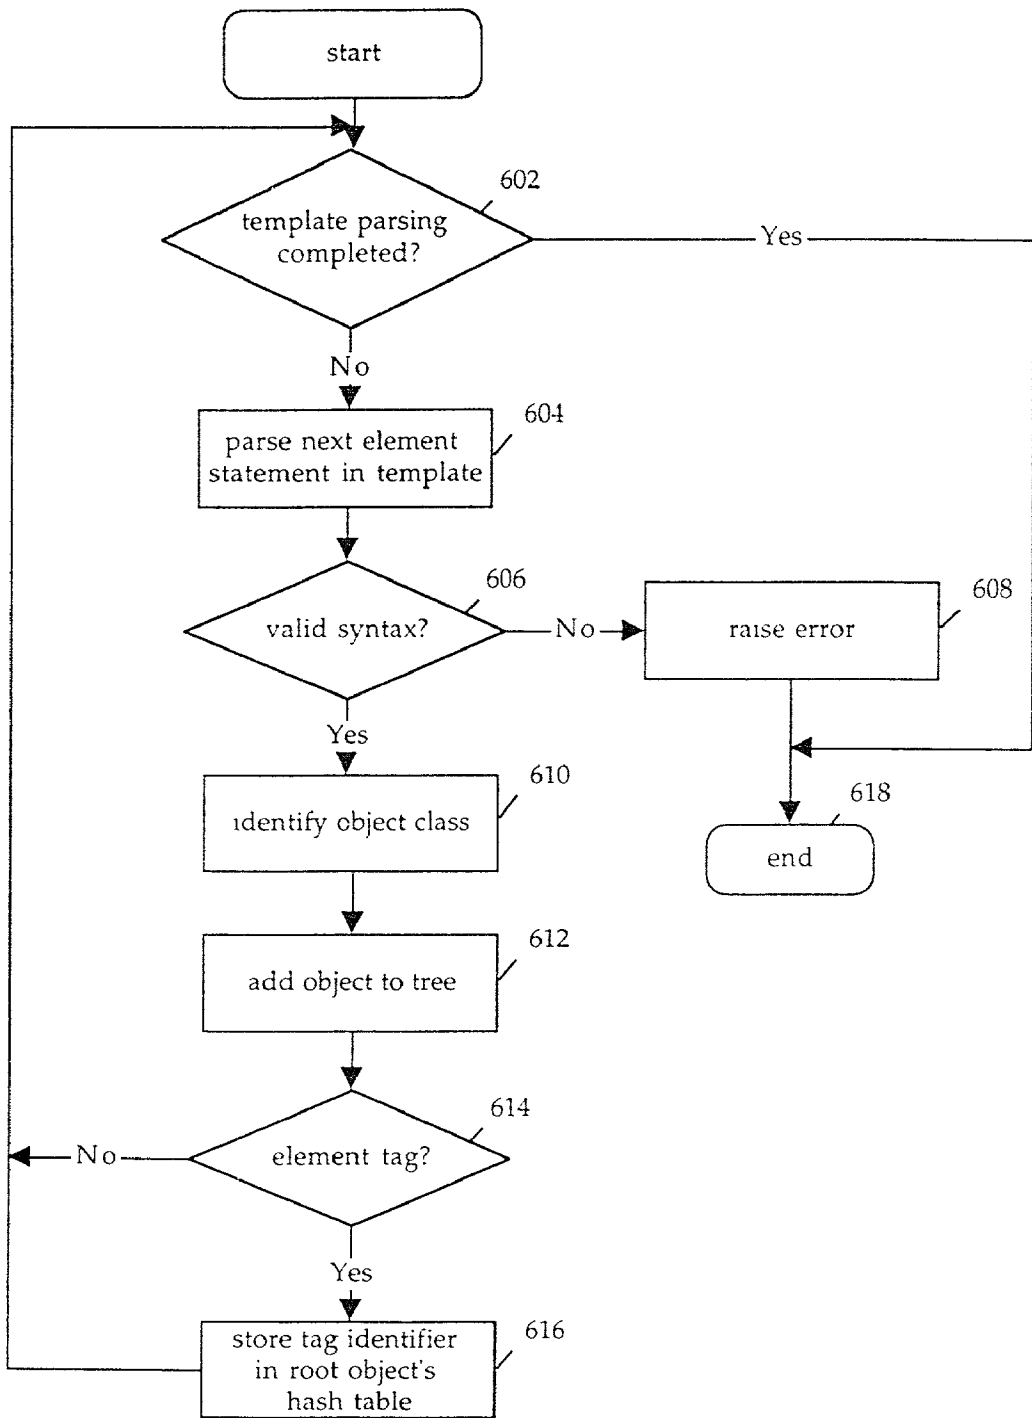 start
602
template parsing
completed?
Yes
No
604
parse next element
statement in template
606
valid syntax?
No
608
raise error
Yes
610
identify object class
618
end
612
add object to tree
614
element tag?
No
Yes
616
store tag identifier
in root object's
hash table